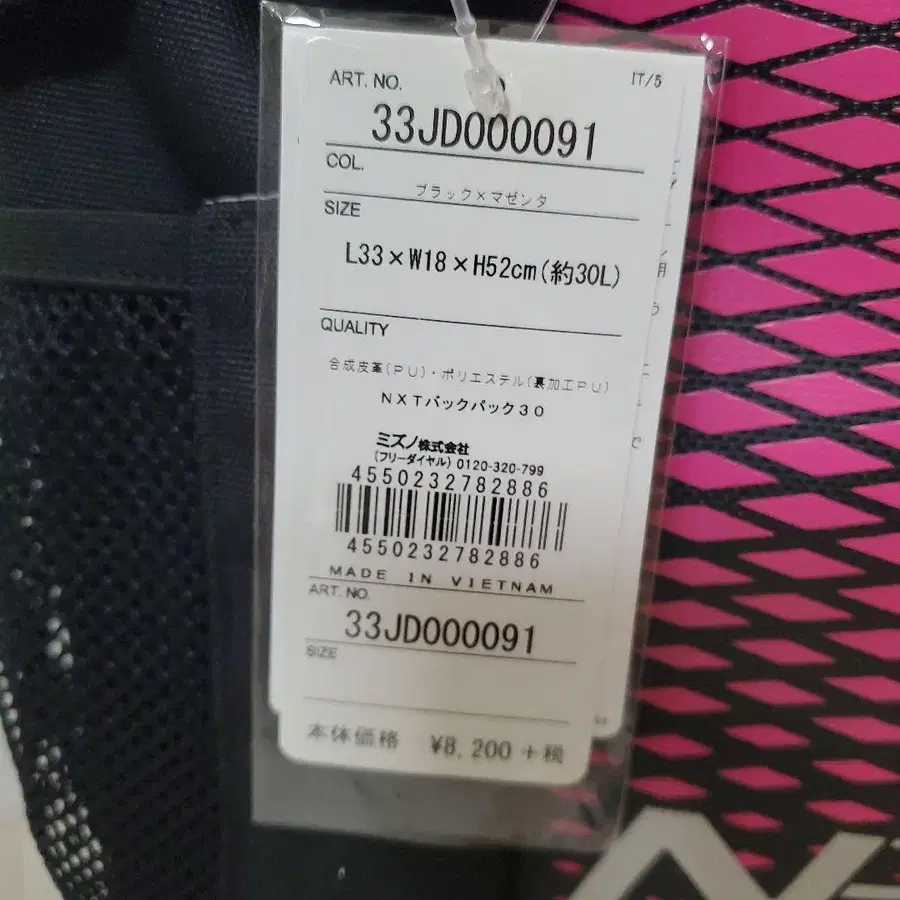 ART. NO.
IT/5
33JD000091
COL.
ブラック×マゼンタ
SIZE
L33×W18×H52cm(約30L)
QUALITY
合成皮革(PU)・ポリエステル(裏加工PU)
NXTバックパック30
ミズノ株式会社
(フリーダイヤル) 0120-320-799
4550232782886
4550232782886
MADE IN VIETNAM
ART. NO.
33JD000091
SIZE
本体価格 ¥8,200+税